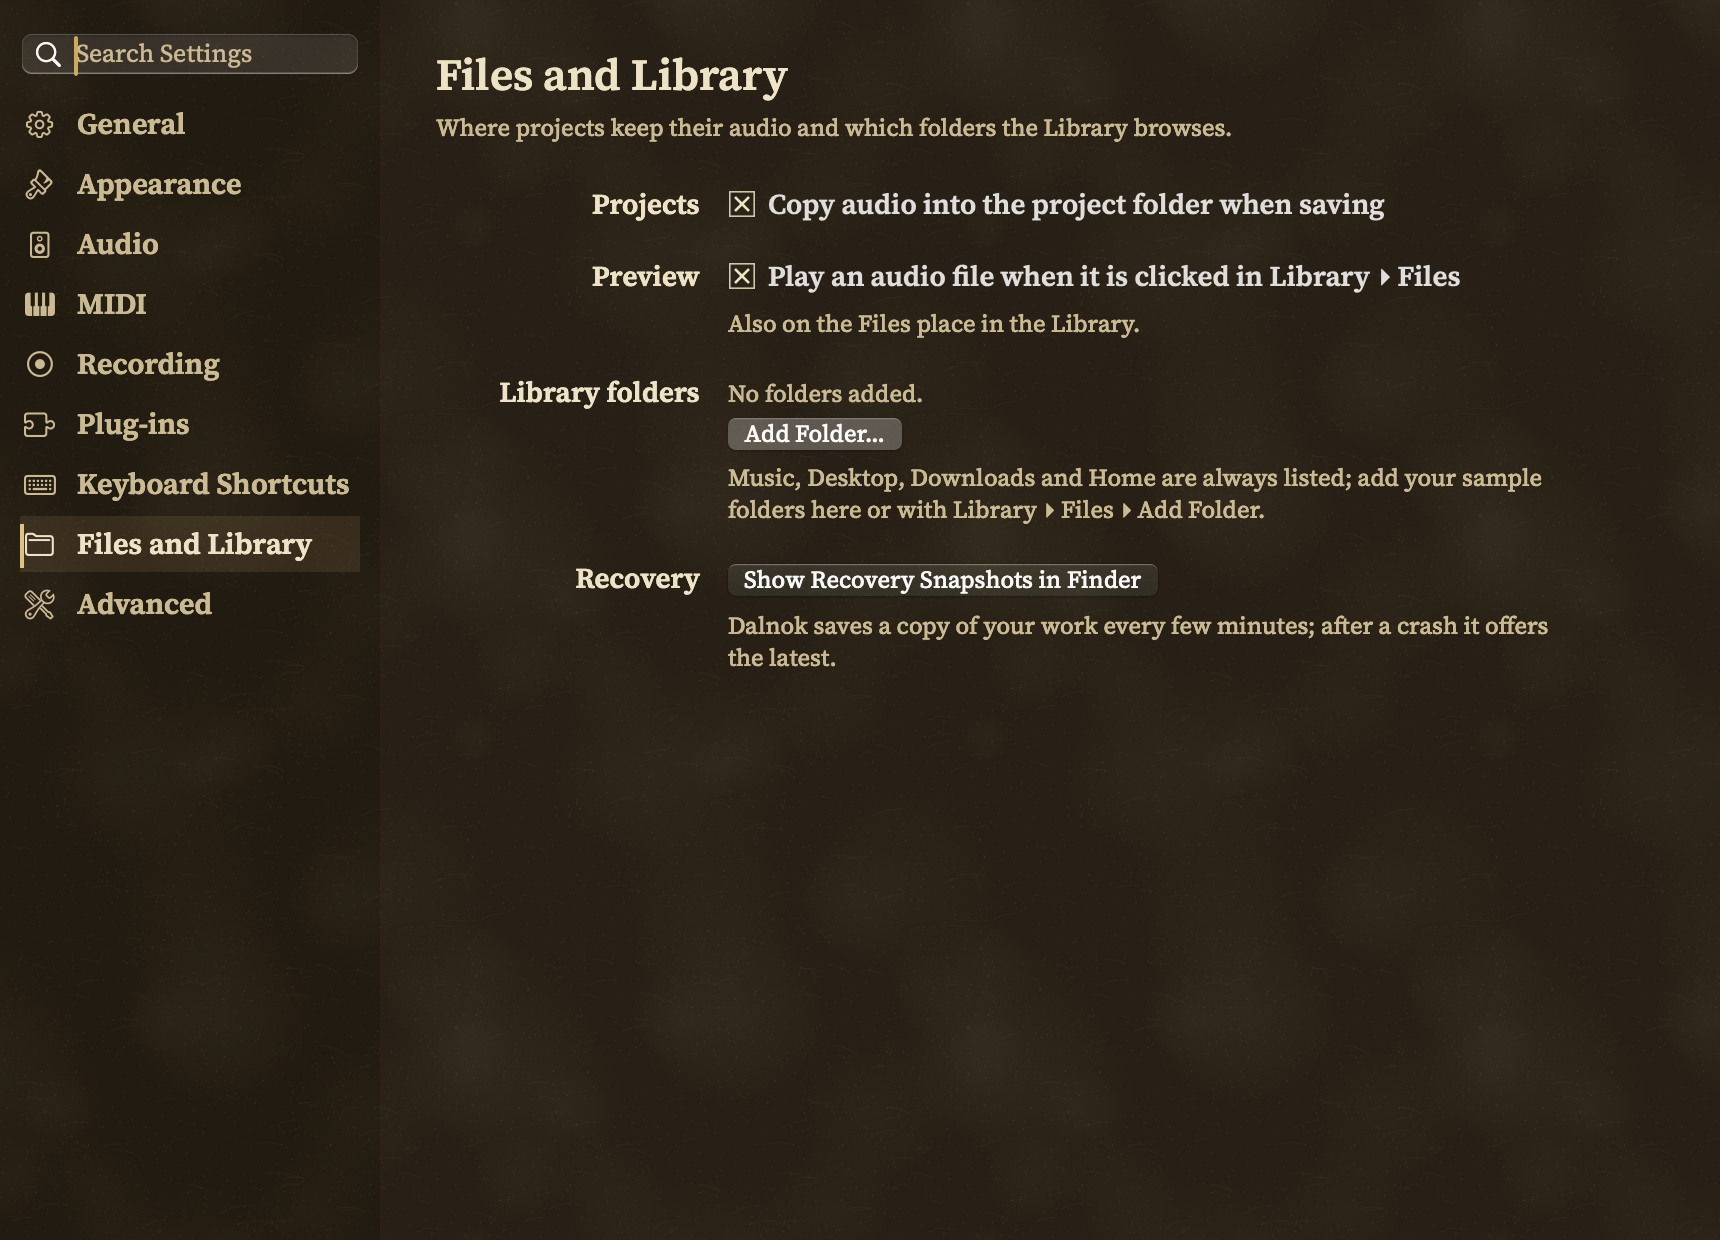 Search Settings
General
Appearance
Audio
MIDI
Recording
Plug-ins
Keyboard Shortcuts
Files and Library
Advanced
Files and Library
Where projects keep their audio and which folders the Library browses.
Projects
Copy audio into the project folder when saving
Preview
Play an audio file when it is clicked in Library ▸ Files
Also on the Files place in the Library.
Library folders
No folders added.
Add Folder...
Music, Desktop, Downloads and Home are always listed; add your sample
folders here or with Library ▸ Files ▸ Add Folder.
Recovery
Show Recovery Snapshots in Finder
Dalnok saves a copy of your work every few minutes; after a crash it offers
the latest.